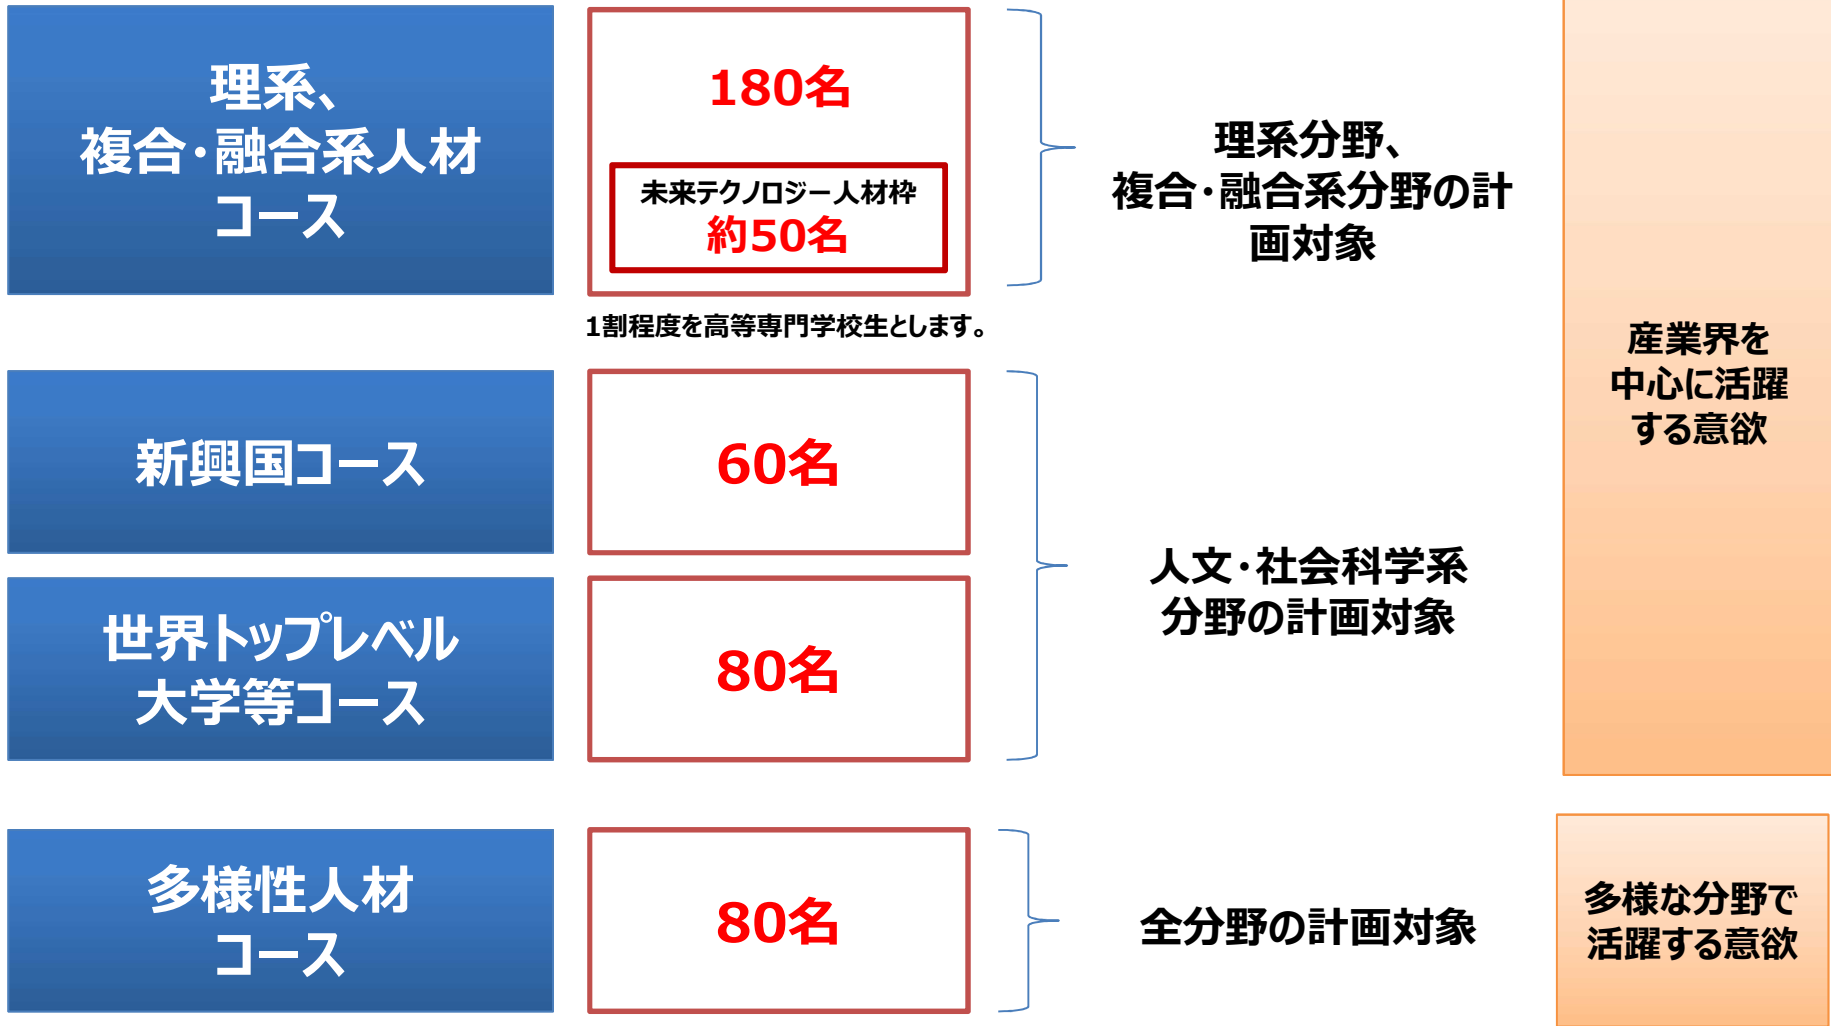 理系、
複合・融合系人材
コース
180名
未来テクノロジー人材枠
約50名
1割程度を高等専門学校生とします。
理系分野、
複合・融合系分野の計
画対象
新興国コース
60名
世界トップレベル
大学等コース
80名
人文・社会科学系
分野の計画対象
産業界を
中心に活躍
する意欲
多様性人材
コース
80名
全分野の計画対象
多様な分野で
活躍する意欲